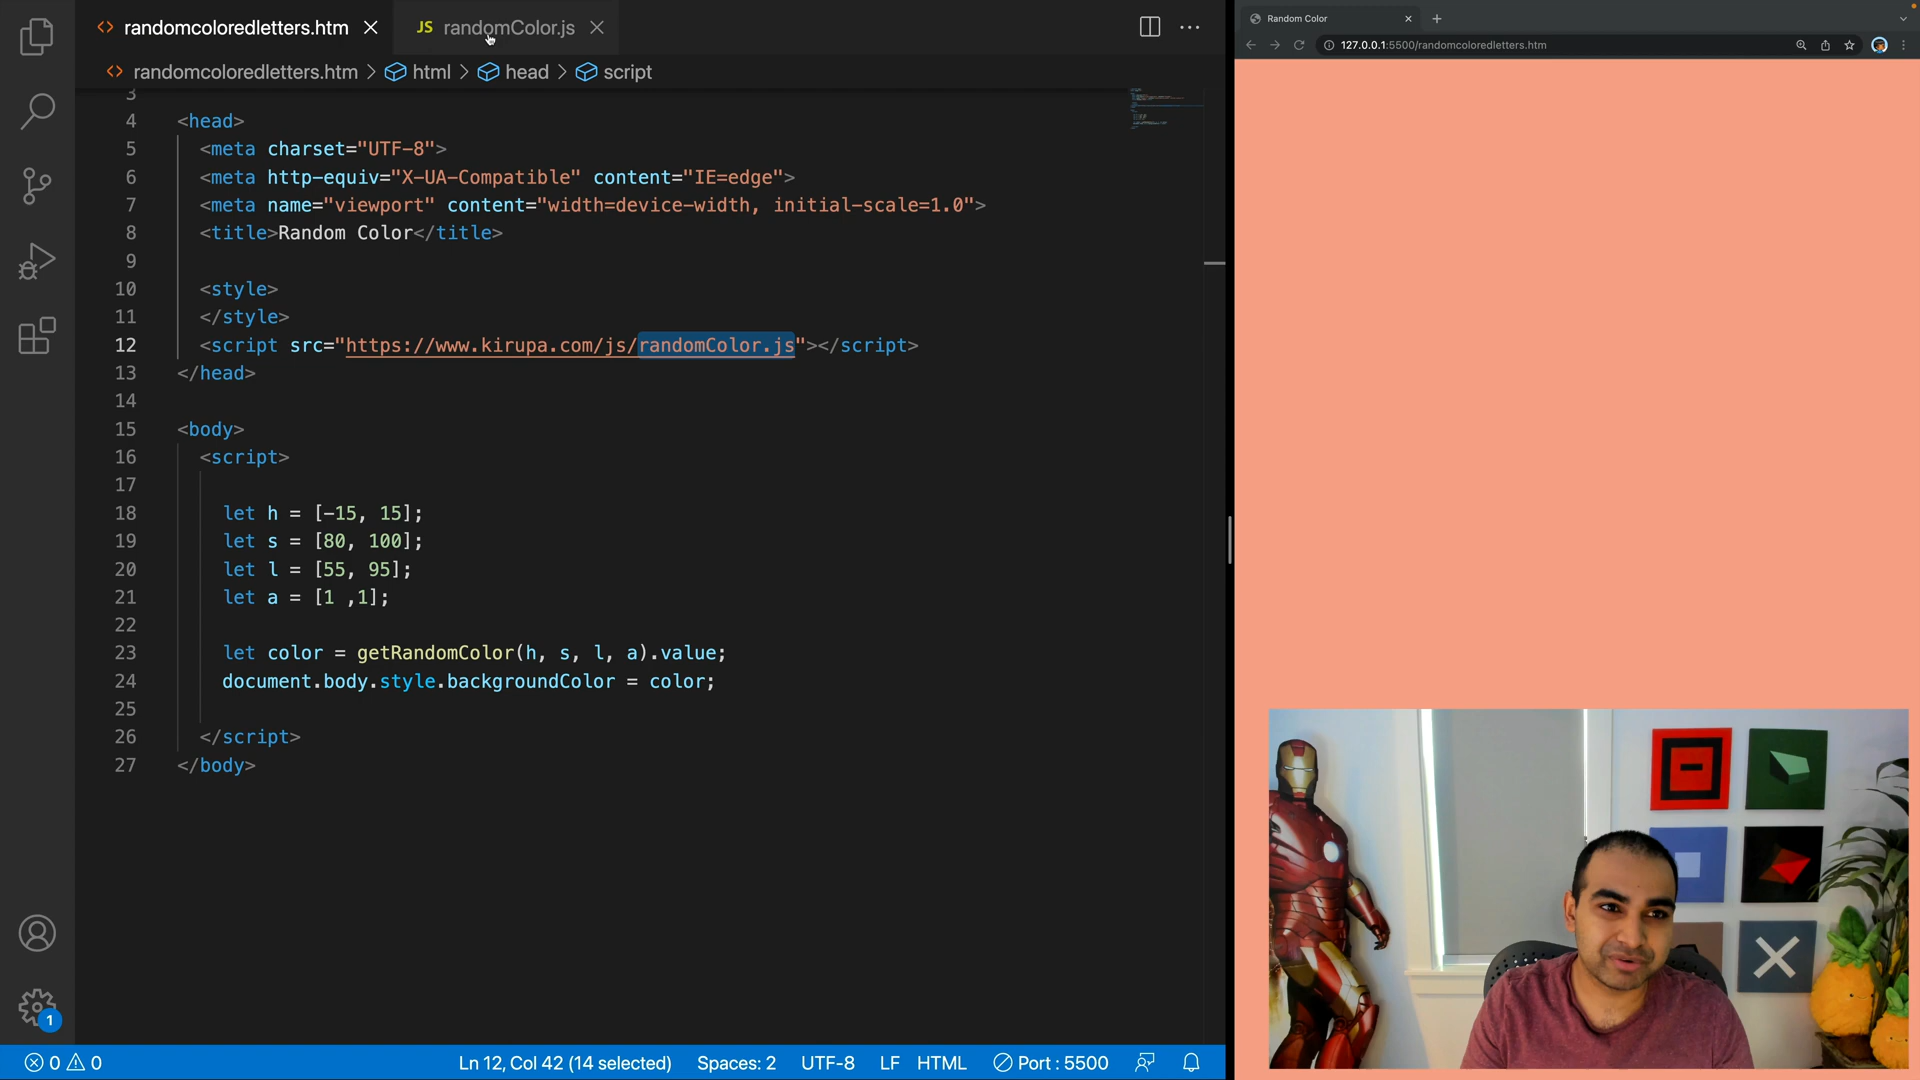 <> randomcoloredletters.htm
JS randomColor.js
<> randomcoloredletters.htm > html > head > script
3
4 <head>
5 <meta charset="UTF-8">
6 <meta http-equiv="X-UA-Compatible" content="IE=edge">
7 <meta name="viewport" content="width=device-width, initial-scale=1.0">
8 <title>Random Color</title>
9
10 <style>
11 </style>
12 <script src="https://www.kirupa.com/js/randomColor.js"></script>
13 </head>
14
15 <body>
16 <script>
17
18 let h = [-15, 15];
19 let s = [80, 100];
20 let l = [55, 95];
21 let a = [1 ,1];
22
23 let color = getRandomColor(h, s, l, a).value;
24 document.body.style.backgroundColor = color;
25
26 </script>
27 </body>
1
0 0
Ln 12, Col 42 (14 selected)
Spaces: 2
UTF-8
LF
HTML
Port : 5500
Random Color
127.0.0.1:5500/randomcoloredletters.htm